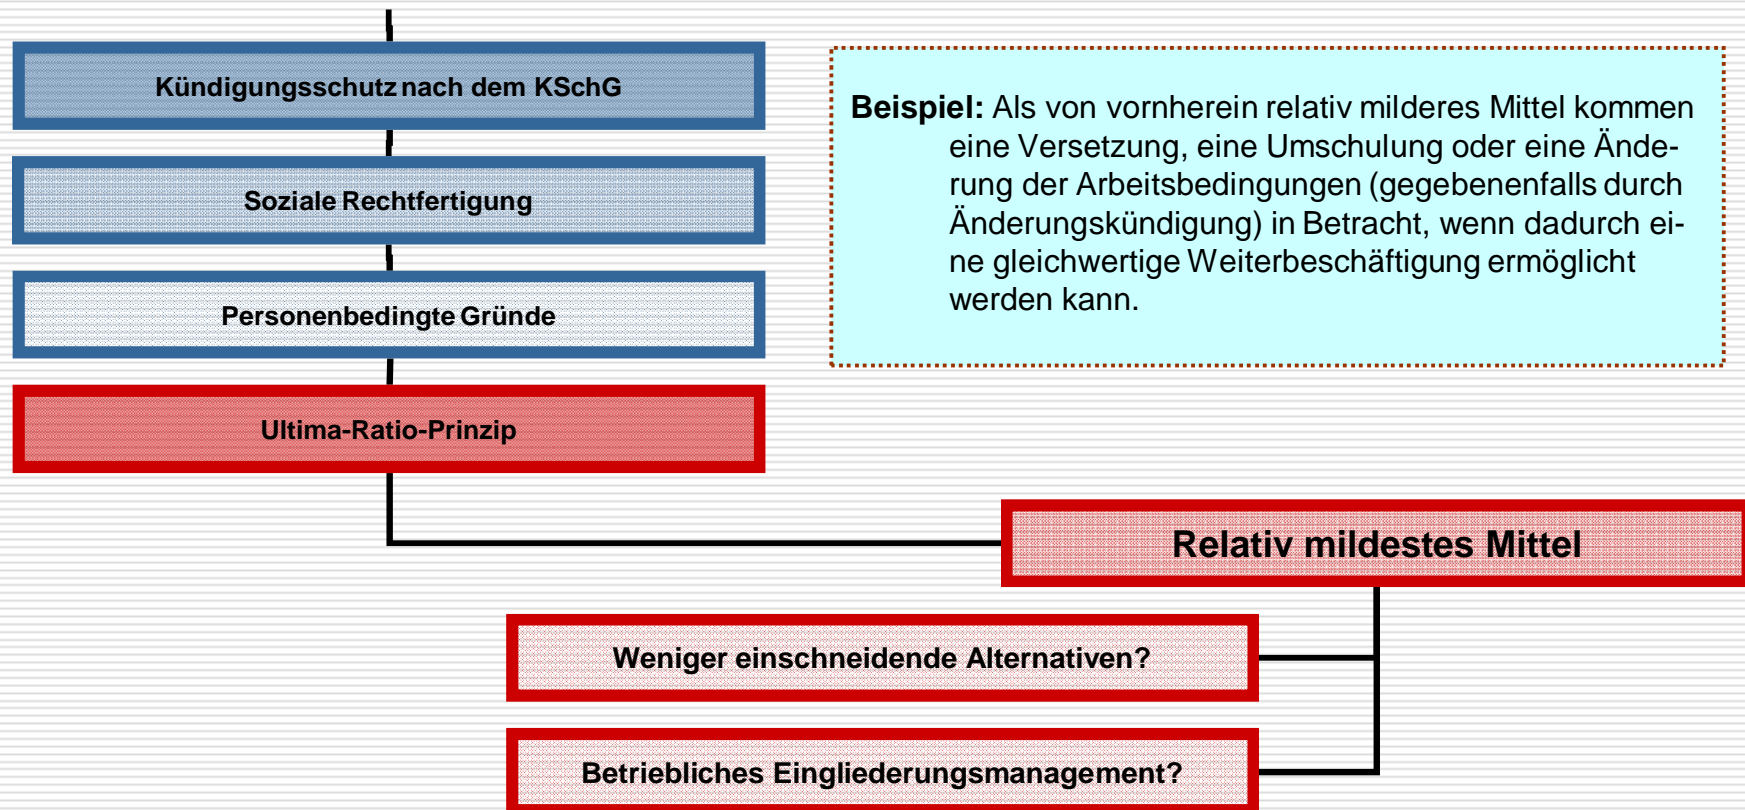 Kündigungsschutz nach dem KSchG
Soziale Rechtfertigung
Personenbedingte Gründe
Ultima-Ratio-Prinzip
Beispiel: Als von vornherein relativ milderes Mittel kommen
eine Versetzung, eine Umschulung oder eine Ände-
rung der Arbeitsbedingungen (gegebenenfalls durch
Änderungskündigung) in Betracht, wenn dadurch ei-
ne gleichwertige Weiterbeschäftigung ermöglicht
werden kann.
Relativ mildestes Mittel
Weniger einschneidende Alternativen?
Betriebliches Eingliederungsmanagement?